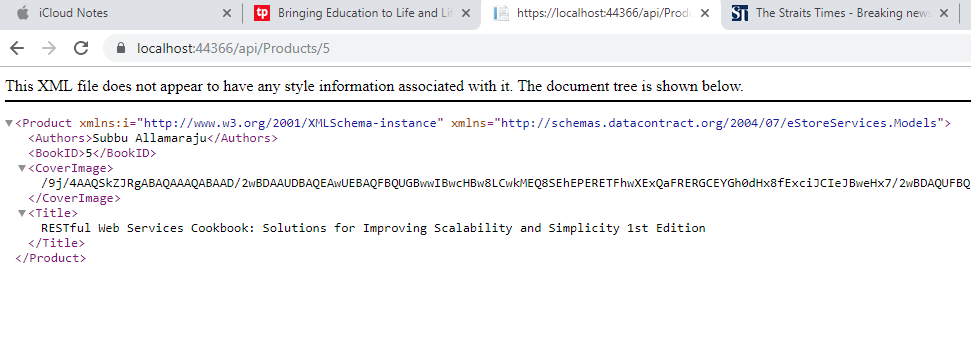 iCloud Notes
Bringing Education to Life and Lif
https://localhost:44366/api/Prod
The Straits Times - Breaking news
localhost:44366/api/Products/5
This XML file does not appear to have any style information associated with it. The document tree is shown below.
<Product xmlns:i="http://www.w3.org/2001/XMLSchema-instance" xmlns="http://schemas.datacontract.org/2004/07/eStoreServices.Models">
<Authors>Subbu Allamaraju</Authors>
<BookID>5</BookID>
<CoverImage>
/9j/4AAQSkZJRgABAQAAAQABAAD/2wBDAAUDBAQEAwUEBAQFBQUGBwwIBwcHBw8LCwkMEQ8SEhEPERETFhwXExQaFRERGCEYGh0dHx8fExciJCIeJBweHx7/2wBDAQUFBQ
</CoverImage>
<Title>
RESTful Web Services Cookbook: Solutions for Improving Scalability and Simplicity 1st Edition
</Title>
</Product>